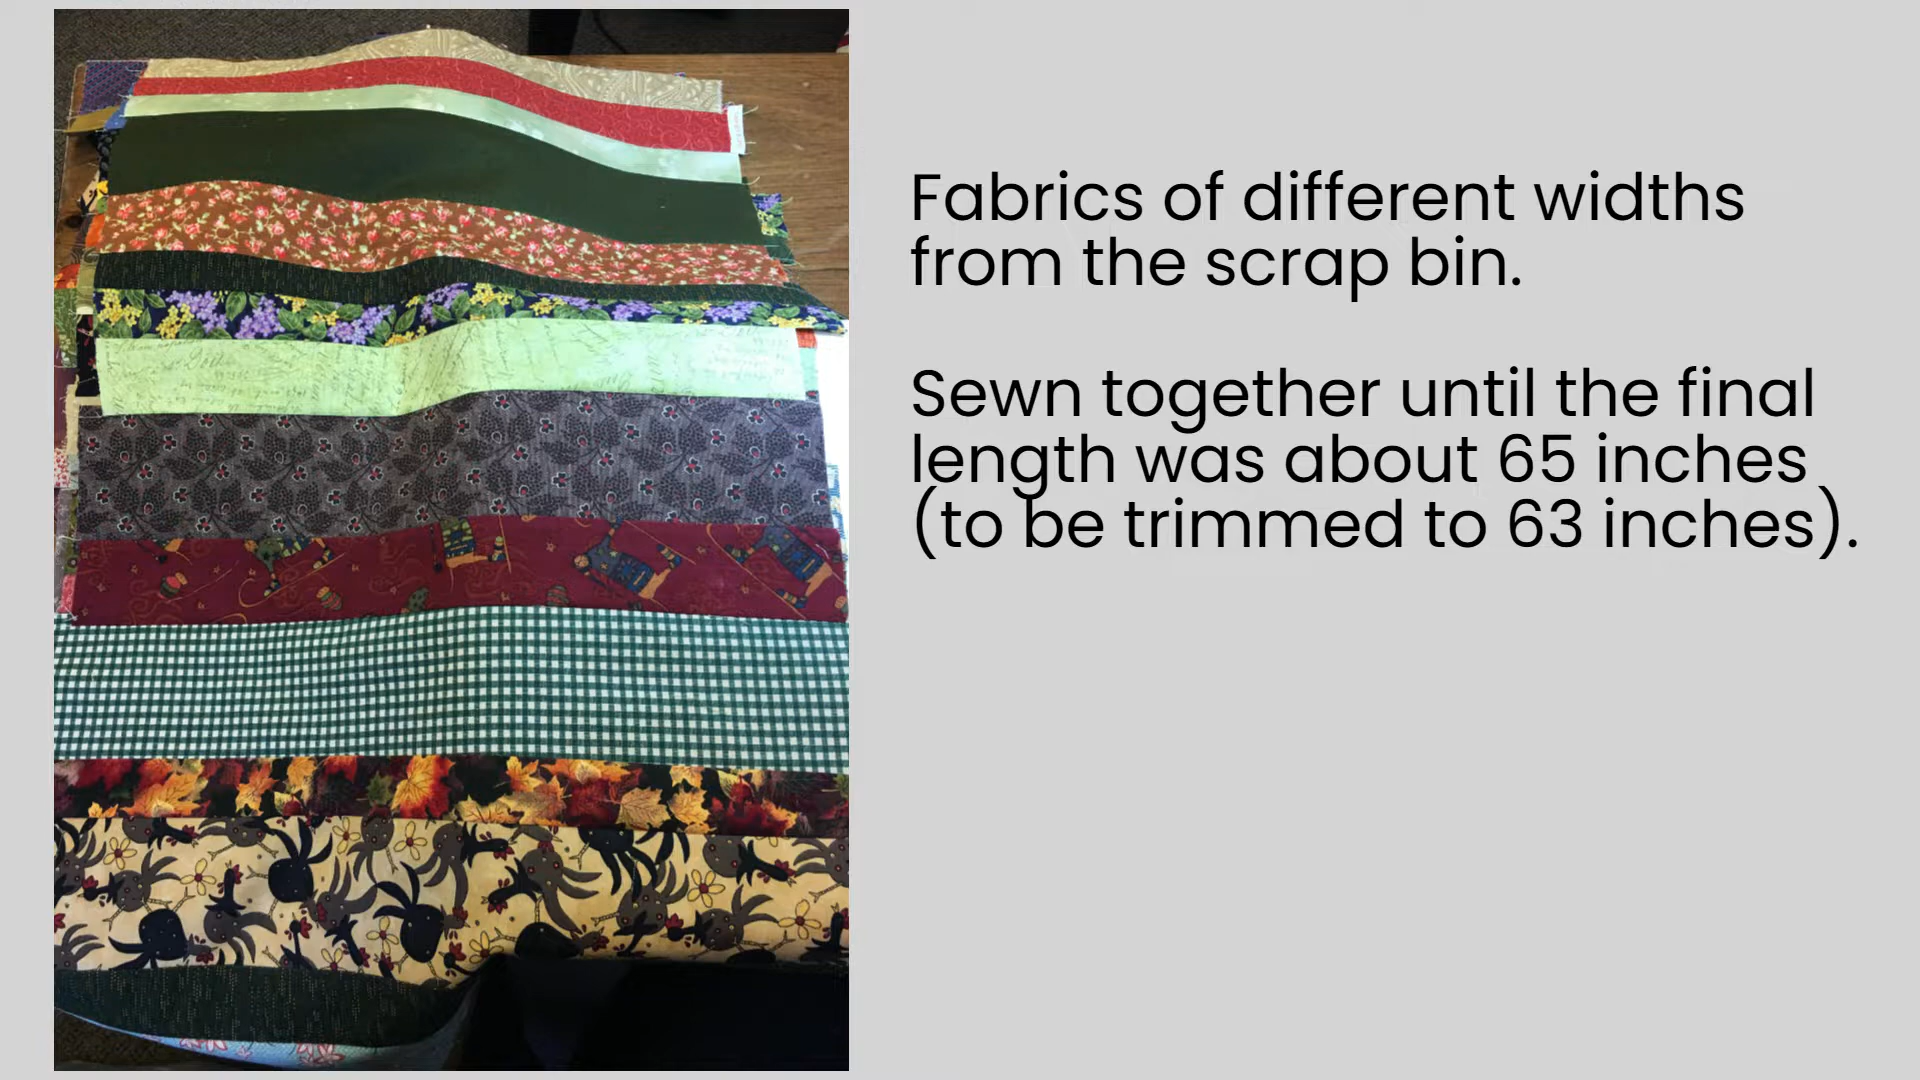 Fabrics of different widths
from the scrap bin.
Sewn together until the final
length was about 65 inches
(to be trimmed to 63 inches).